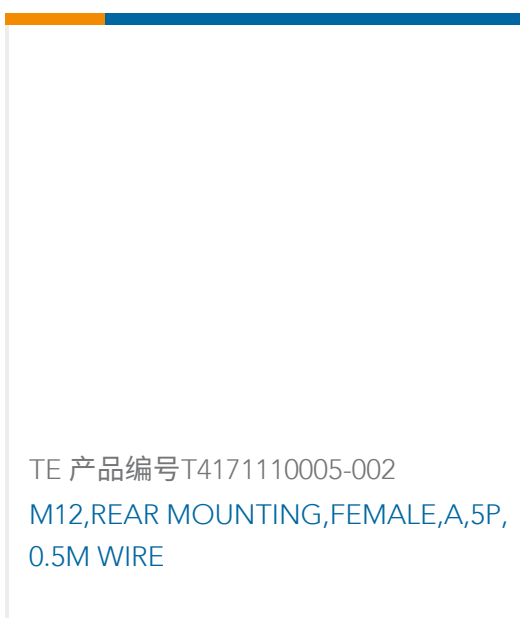 TE 产品编号T4171110005-002
M12,REAR MOUNTING,FEMALE,A,5P,
0.5M WIRE